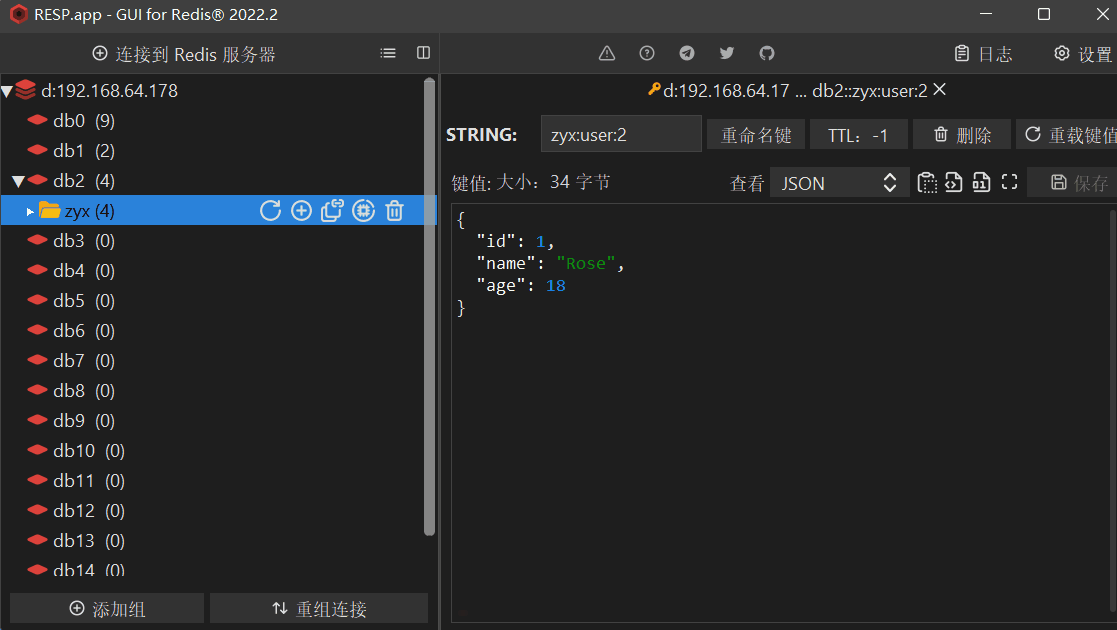 RESP.app - GUI for Redis® 2022.2
连接到 Redis 服务器
日志 设置
d:192.168.64.178
db0 (9)
db1 (2)
db2 (4)
zyx (4)
db3 (0)
db4 (0)
db5 (0)
db6 (0)
db7 (0)
db8 (0)
db9 (0)
db10 (0)
db11 (0)
db12 (0)
db13 (0)
db14 (0)
添加组 重组连接
d:192.168.64.17 ... db2::zyx:user:2
STRING: zyx:user:2 重命名键 TTL: -1 删除 重载键值
键值: 大小: 34 字节 查看 JSON 保存
{
"id": 1,
"name": "Rose",
"age": 18
}